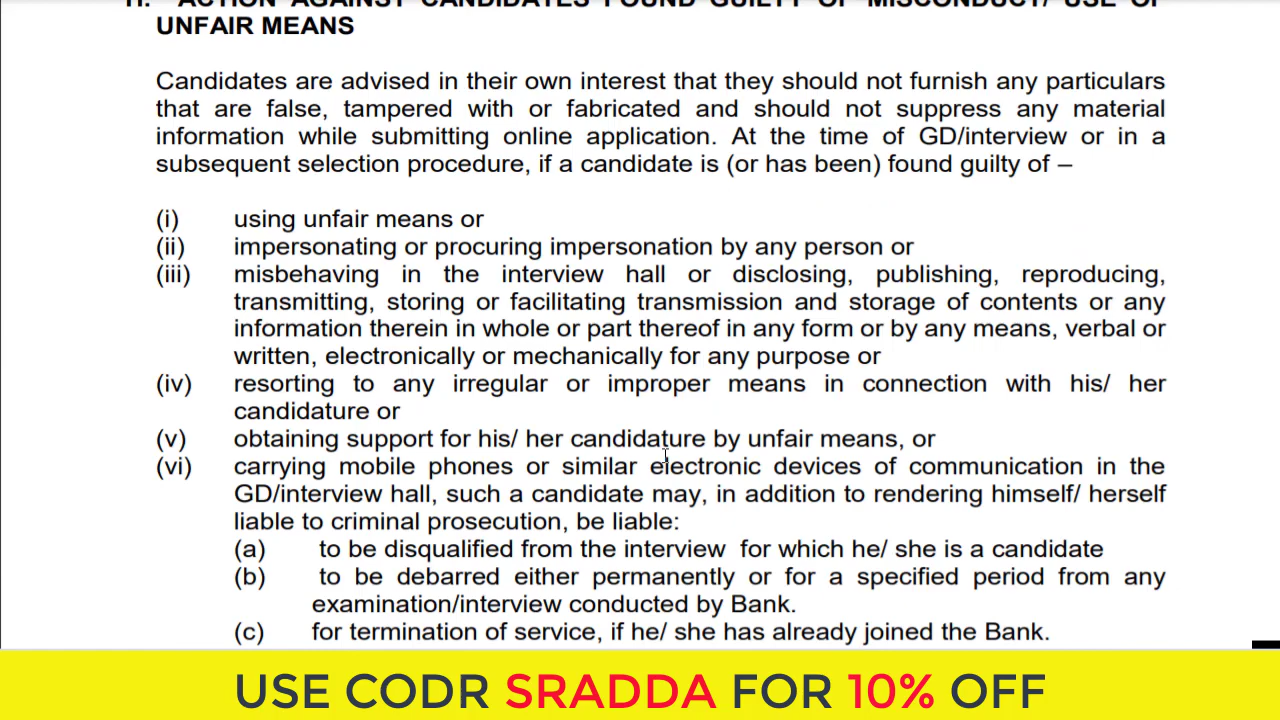 H. ACTION AGAINST CANDIDATES FOUND GUILTY OF MISCONDUCT/ USE OF
UNFAIR MEANS
Candidates are advised in their own interest that they should not furnish any particulars
that are false, tampered with or fabricated and should not suppress any material
information while submitting online application. At the time of GD/interview or in a
subsequent selection procedure, if a candidate is (or has been) found guilty of –
(i) using unfair means or
(ii) impersonating or procuring impersonation by any person or
(iii) misbehaving in the interview hall or disclosing, publishing, reproducing,
transmitting, storing or facilitating transmission and storage of contents or any
information therein in whole or part thereof in any form or by any means, verbal or
written, electronically or mechanically for any purpose or
(iv) resorting to any irregular or improper means in connection with his/ her
candidature or
(v) obtaining support for his/ her candidature by unfair means, or
(vi) carrying mobile phones or similar electronic devices of communication in the
GD/interview hall, such a candidate may, in addition to rendering himself/ herself
liable to criminal prosecution, be liable:
(a) to be disqualified from the interview for which he/ she is a candidate
(b) to be debarred either permanently or for a specified period from any
examination/interview conducted by Bank.
(c) for termination of service, if he/ she has already joined the Bank.
USE CODR SRADDA FOR 10% OFF